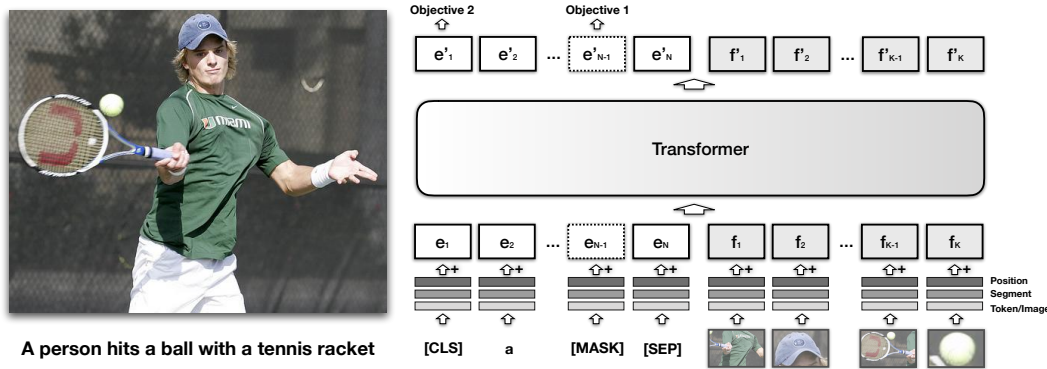 Objective 2 Objective 1
e'1 e'2 ... e'N-1 e'N f'1 f'2 ... f'K-1 f'K
Transformer
e1 e2 ... eN-1 eN f1 f2 ... fK-1 fK
+ + + + + + + +
Position
Segment
Token/Image
[CLS] a [MASK] [SEP]
U MIAMI
A person hits a ball with a tennis racket